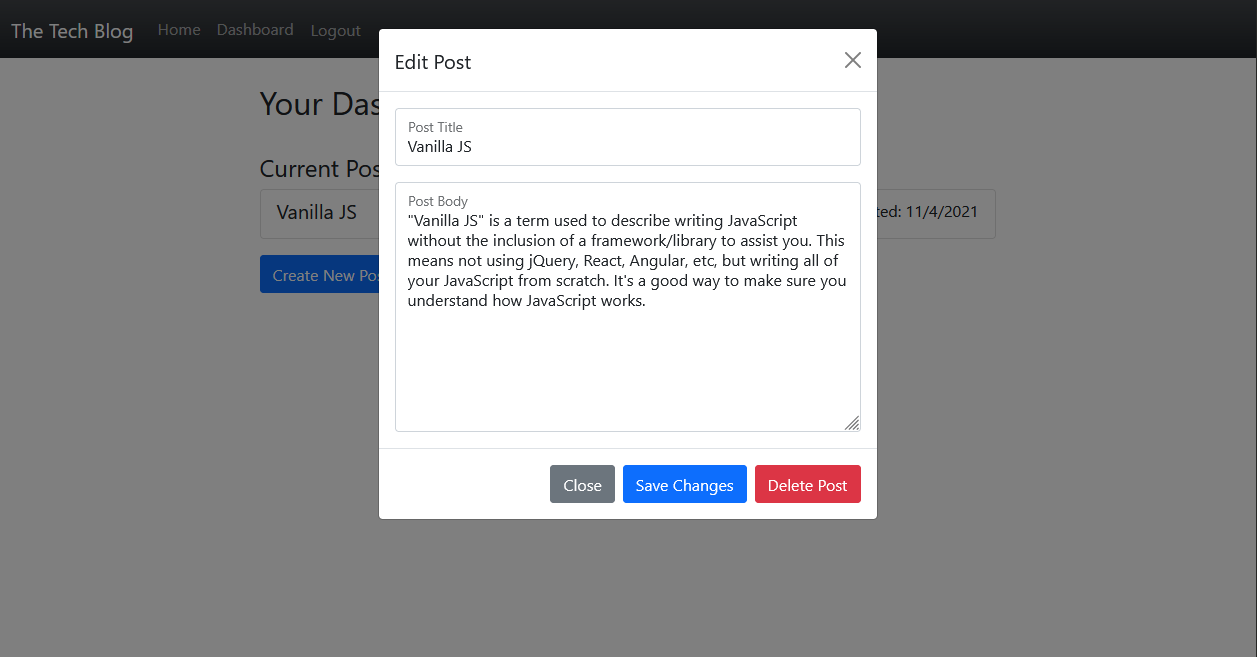 The Tech Blog Home Dashboard Logout
Edit Post
Your Das
Post Title
Vanilla JS
Current Pos
Post Body
"Vanilla JS" is a term used to describe writing JavaScript
without the inclusion of a framework/library to assist you. This
means not using jQuery, React, Angular, etc, but writing all of
your JavaScript from scratch. It's a good way to make sure you
understand how JavaScript works.
Vanilla JS
ted: 11/4/2021
Create New Pos
Close Save Changes Delete Post